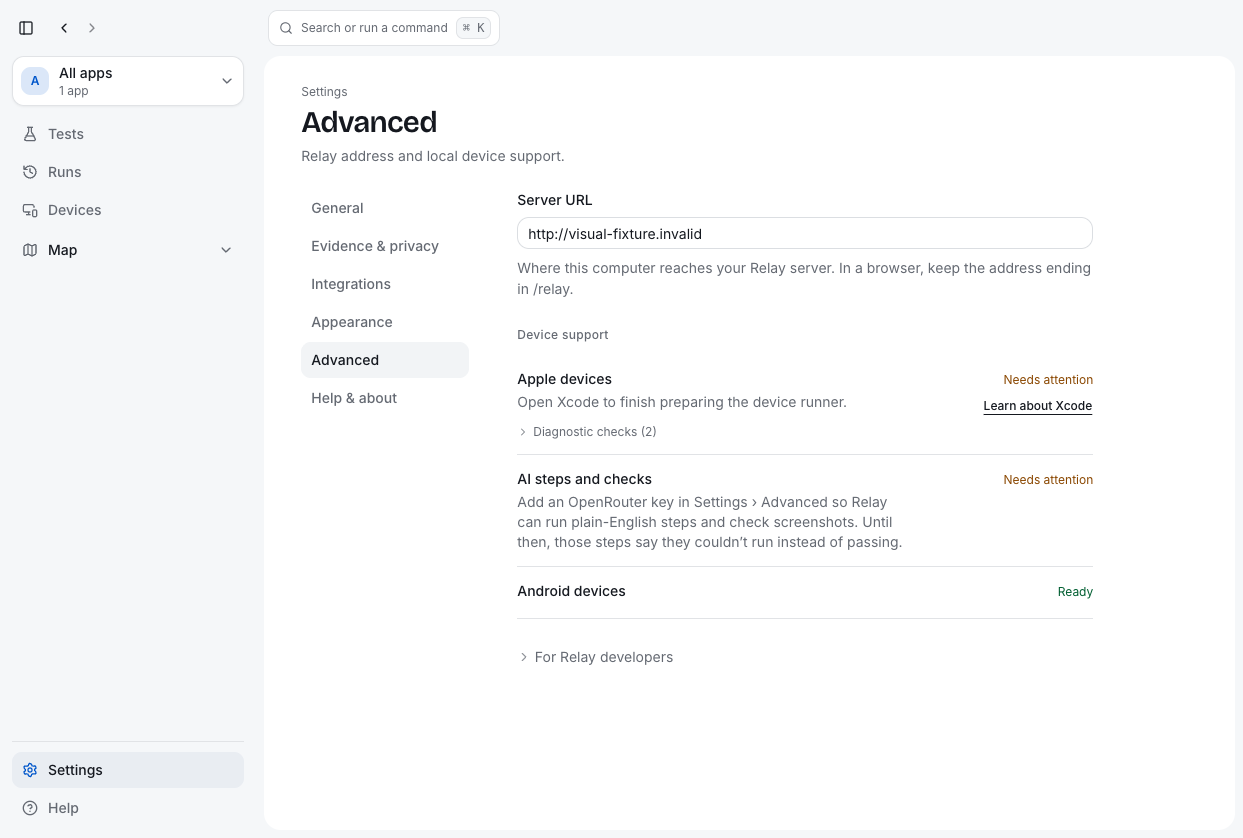 Search or run a command ⌘ K
A
All apps
1 app
Tests
Runs
Devices
Map
Settings
Help
Settings
Advanced
Relay address and local device support.
General
Evidence & privacy
Integrations
Appearance
Advanced
Help & about
Server URL
http://visual-fixture.invalid
Where this computer reaches your Relay server. In a browser, keep the address ending
in /relay.
Device support
Apple devices
Needs attention
Open Xcode to finish preparing the device runner.
Learn about Xcode
Diagnostic checks (2)
AI steps and checks
Needs attention
Add an OpenRouter key in Settings › Advanced so Relay
can run plain-English steps and check screenshots. Until
then, those steps say they couldn’t run instead of passing.
Android devices
Ready
For Relay developers